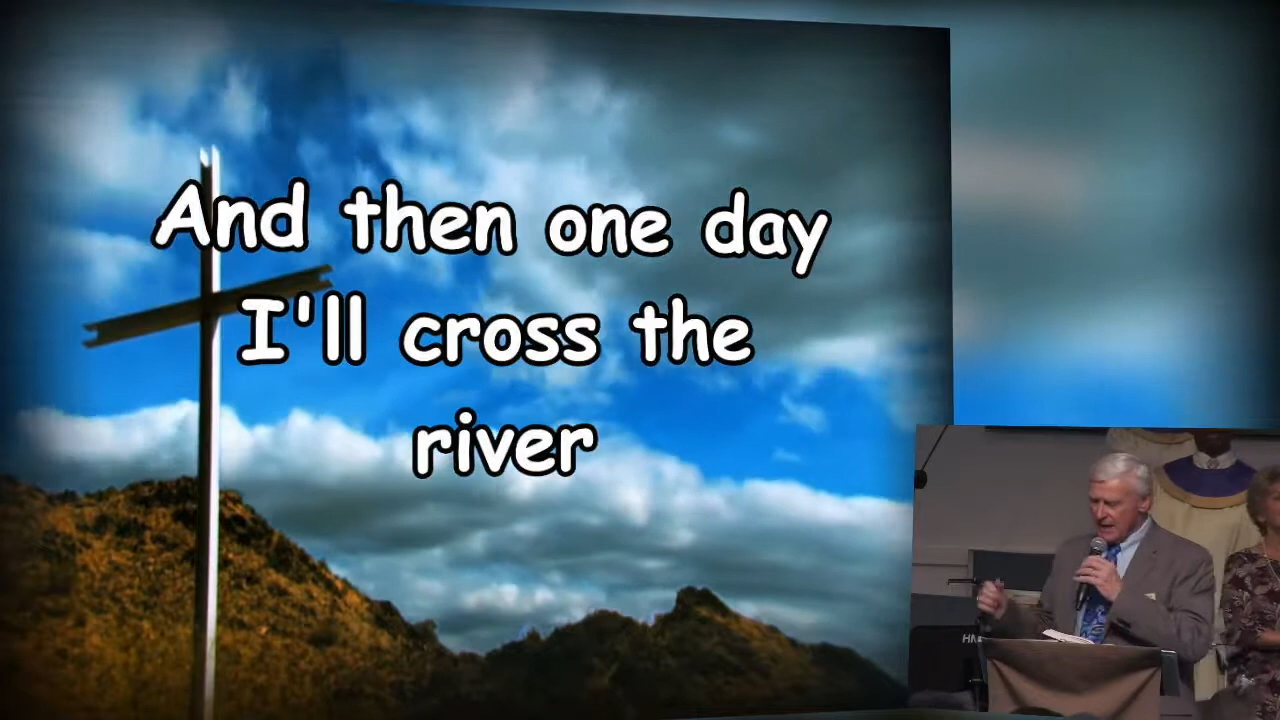 And then one day
I'll cross the
river